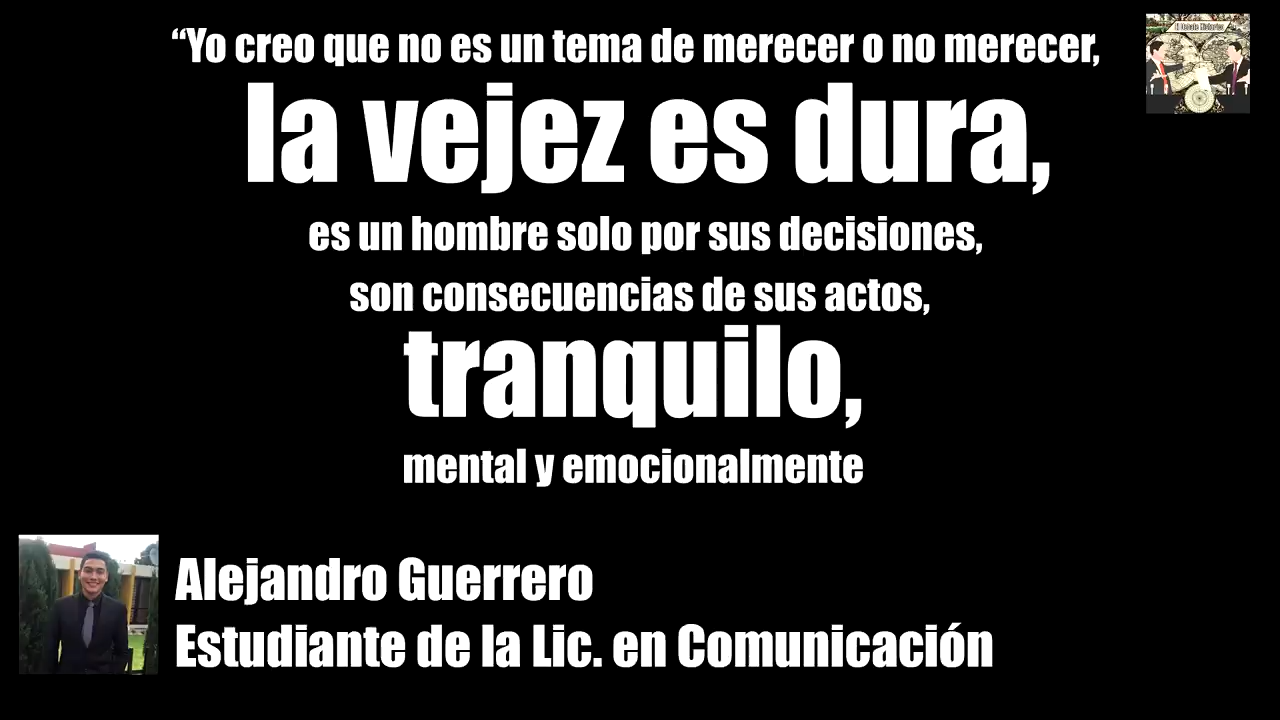 “Yo creo que no es un tema de merecer o no merecer,
la vejez es dura,
es un hombre solo por sus decisiones,
son consecuencias de sus actos,
tranquilo,
mental y emocionalmente
Alejandro Guerrero
Estudiante de la Lic. en Comunicación